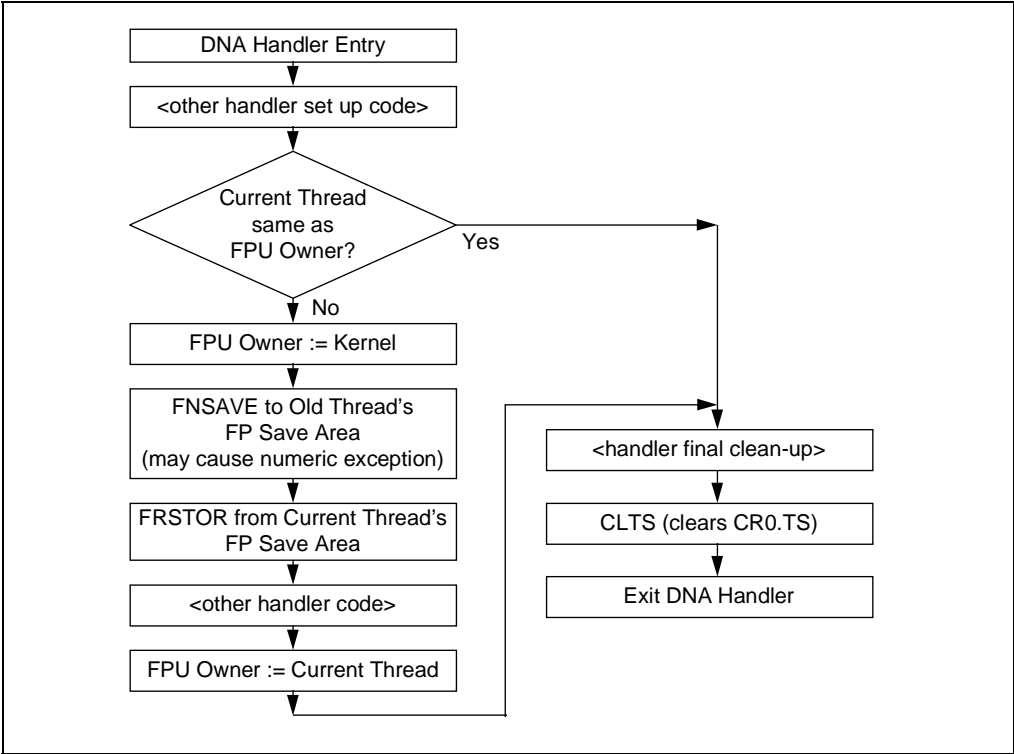 DNA Handler Entry
<other handler set up code>
Current Thread
same as
FPU Owner?
Yes
No
FPU Owner := Kernel
FNSAVE to Old Thread's
FP Save Area
(may cause numeric exception)
FRSTOR from Current Thread's
FP Save Area
<other handler code>
FPU Owner := Current Thread
<handler final clean-up>
CLTS (clears CR0.TS)
Exit DNA Handler